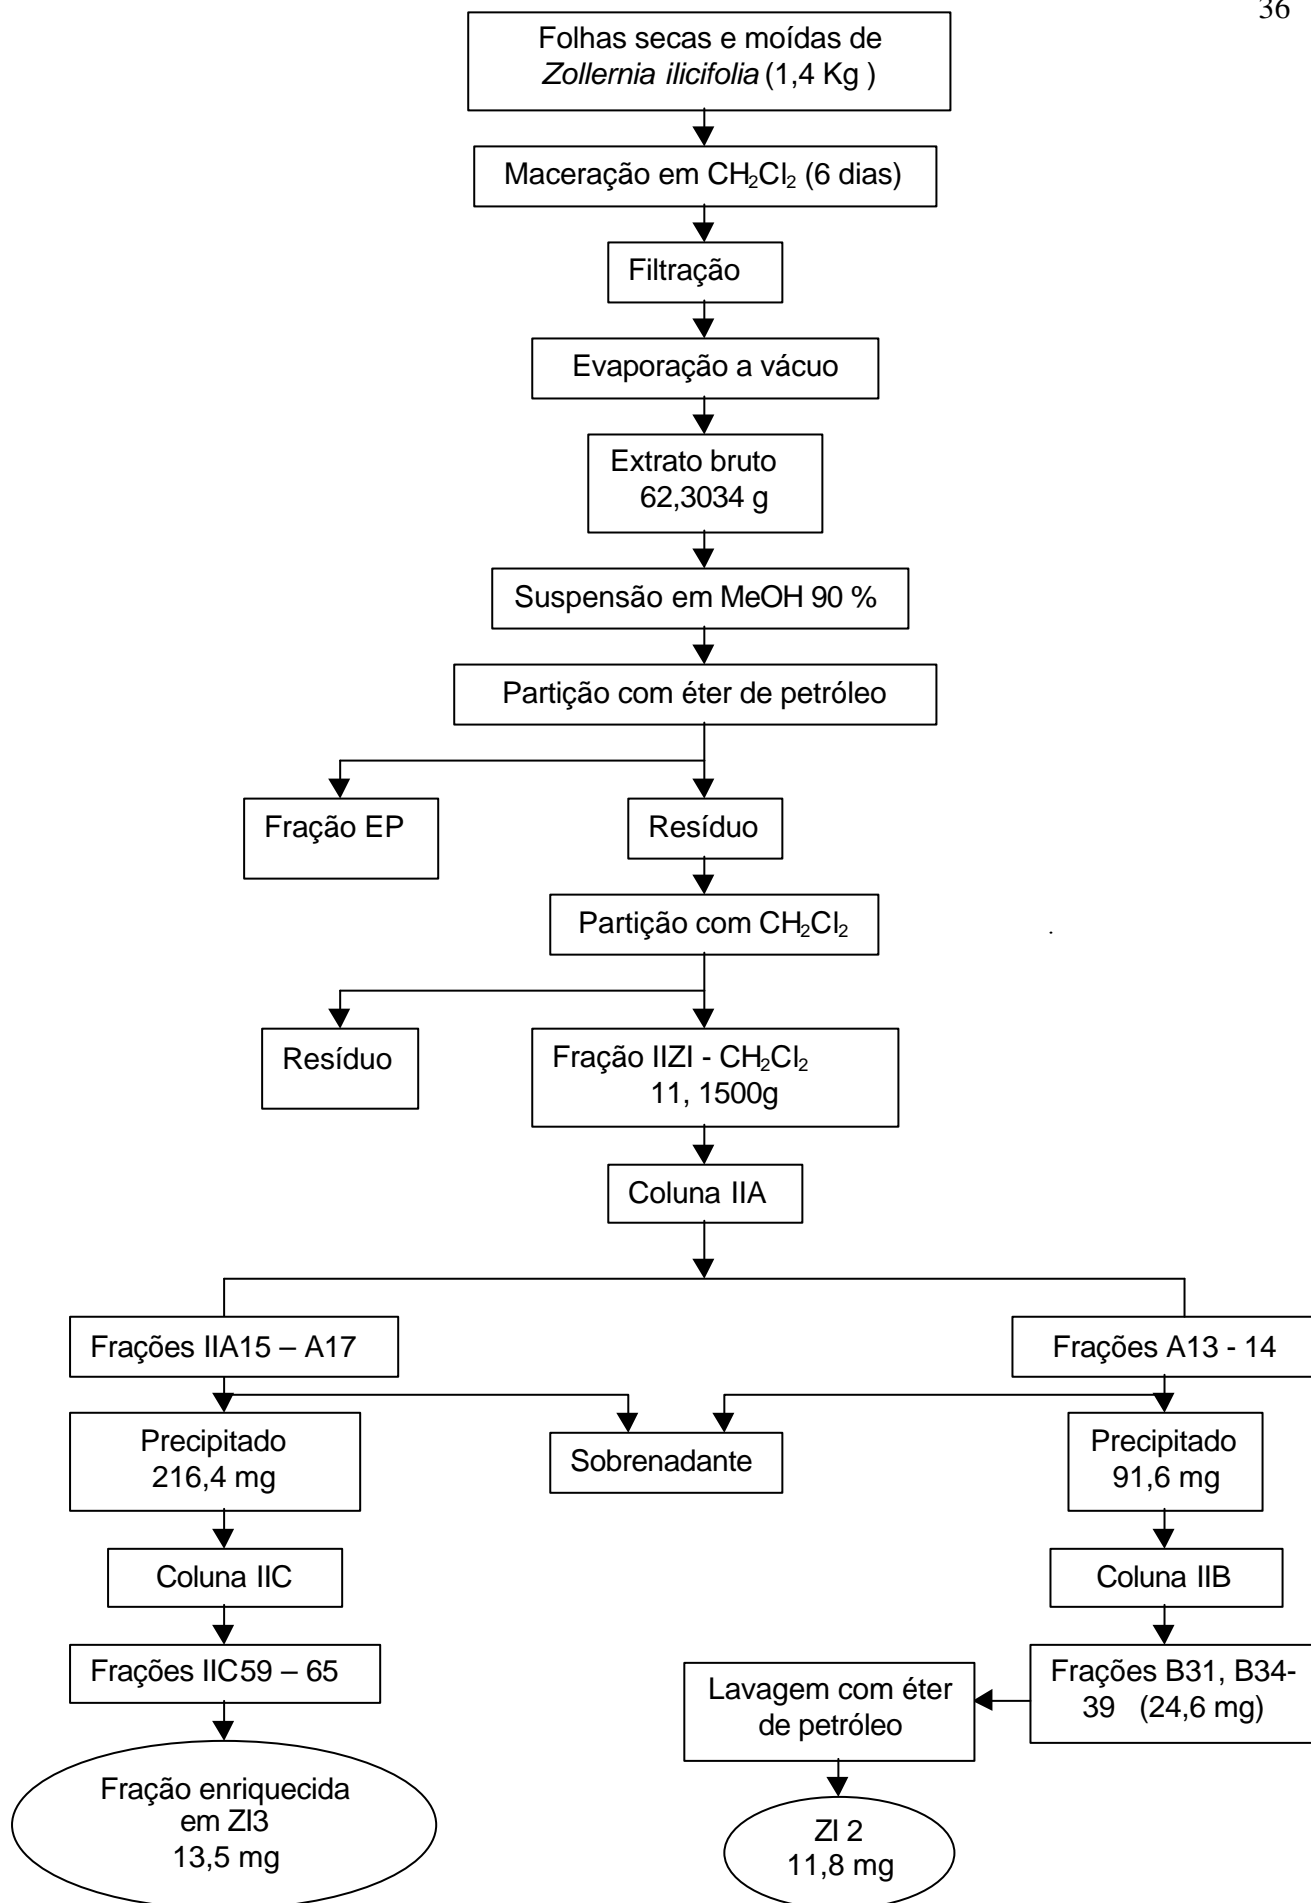 36
Folhas secas e moídas de
Zollernia ilicifolia (1,4 Kg )
Maceração em CH₂Cl₂ (6 dias)
Filtração
Evaporação a vácuo
Extrato bruto
62,3034 g
Suspensão em MeOH 90 %
Partição com éter de petróleo
Fração EP
Resíduo
Partição com CH₂Cl₂
Resíduo
Fração IIZI - CH₂Cl₂
11, 1500g
Coluna IIA
Frações IIA15 – A17
Frações A13 - 14
Precipitado
216,4 mg
Sobrenadante
Precipitado
91,6 mg
Coluna IIC
Coluna IIB
Frações IIC59 – 65
Frações B31, B34-
39 (24,6 mg)
Lavagem com éter
de petróleo
Fração enriquecida
em ZI3
13,5 mg
ZI 2
11,8 mg